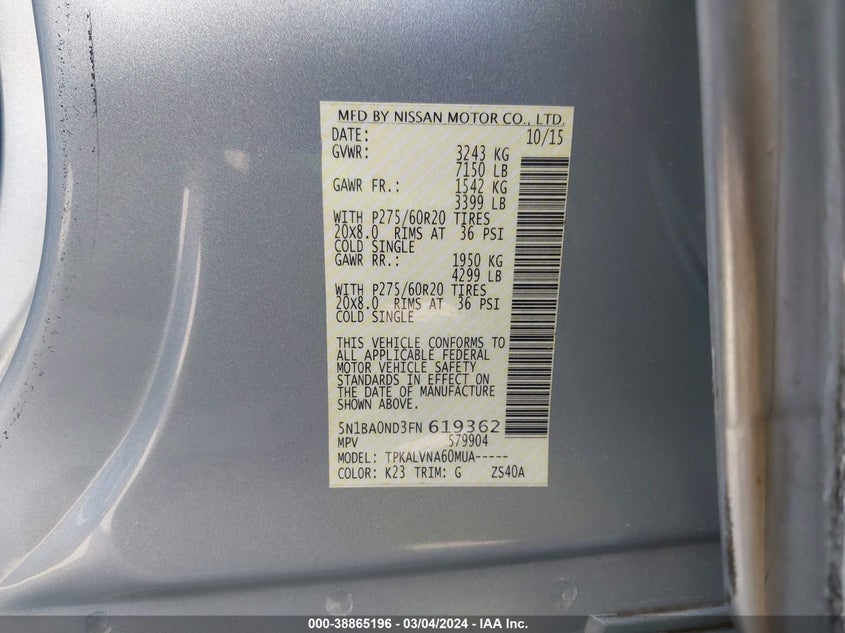 MFD BY NISSAN MOTOR CO., LTD.
DATE: 10/15
GVWR: 3243 KG
7150 LB
GAWR FR.: 1542 KG
3399 LB
WITH P275/60R20 TIRES
20X8.0 RIMS AT 36 PSI
COLD SINGLE
GAWR RR.: 1950 KG
4299 LB
WITH P275/60R20 TIRES
20X8.0 RIMS AT 36 PSI
COLD SINGLE
THIS VEHICLE CONFORMS TO
ALL APPLICABLE FEDERAL
MOTOR VEHICLE SAFETY
STANDARDS IN EFFECT ON
THE DATE OF MANUFACTURE
SHOWN ABOVE.
5N1BA0ND3FN 619362
MPV 579904
MODEL: TPKALVNA60MUA-----
COLOR: K23 TRIM: G ZS40A
000-38865196 - 03/04/2024 - IAA Inc.